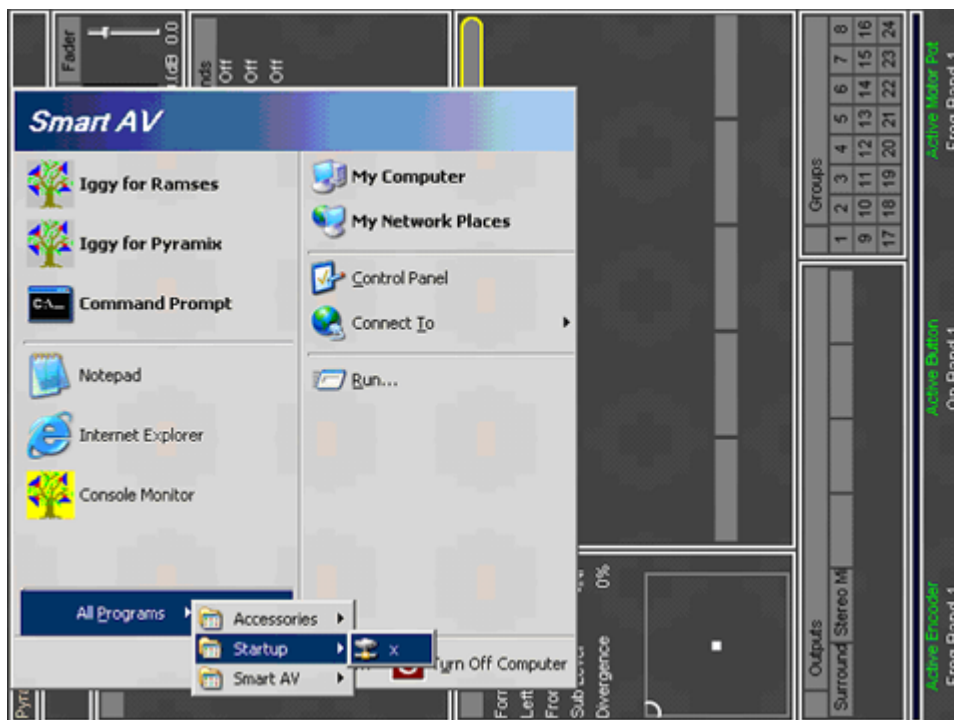 Fader
0.0
dB
nds
Off
Off
Off
Smart AV
Iggy for Ramses
Iggy for Pyramix
Command Prompt
Notepad
Internet Explorer
Console Monitor
My Computer
My Network Places
Control Panel
Connect To
Run...
All Programs
Accessories
Startup
Smart AV
x
Turn Off Computer
Divergence 0%
Groups
1 2 3 4 5 6 7 8
9 10 11 12 13 14 15 16
17 18 19 20 21 22 23 24
Outputs
Surround
Stereo M
Active Motor Pot
Active Button
Active Encoder